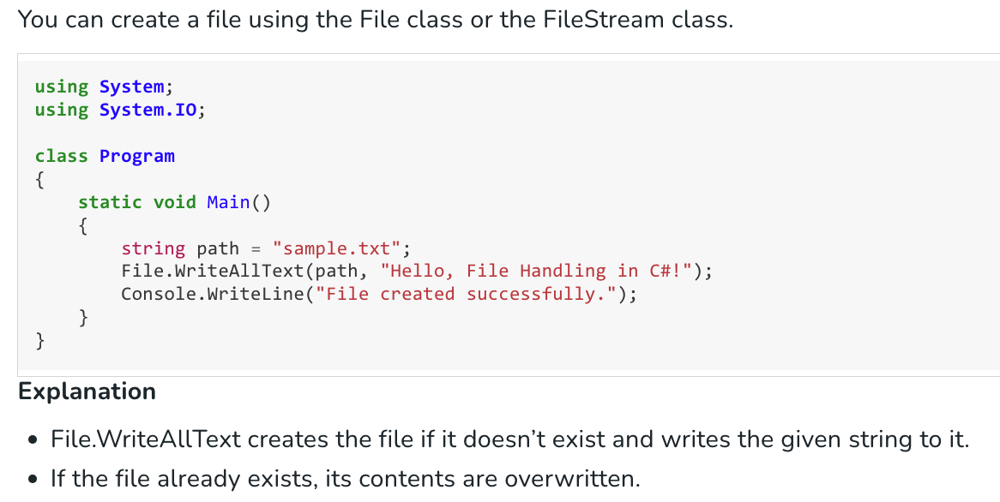 You can create a file using the File class or the FileStream class.
using System;
using System.IO;
class Program
{
    static void Main()
    {
        string path = "sample.txt";
        File.WriteAllText(path, "Hello, File Handling in C#!");
        Console.WriteLine("File created successfully.");
    }
}
Explanation
• File.WriteAllText creates the file if it doesn’t exist and writes the given string to it.
• If the file already exists, its contents are overwritten.